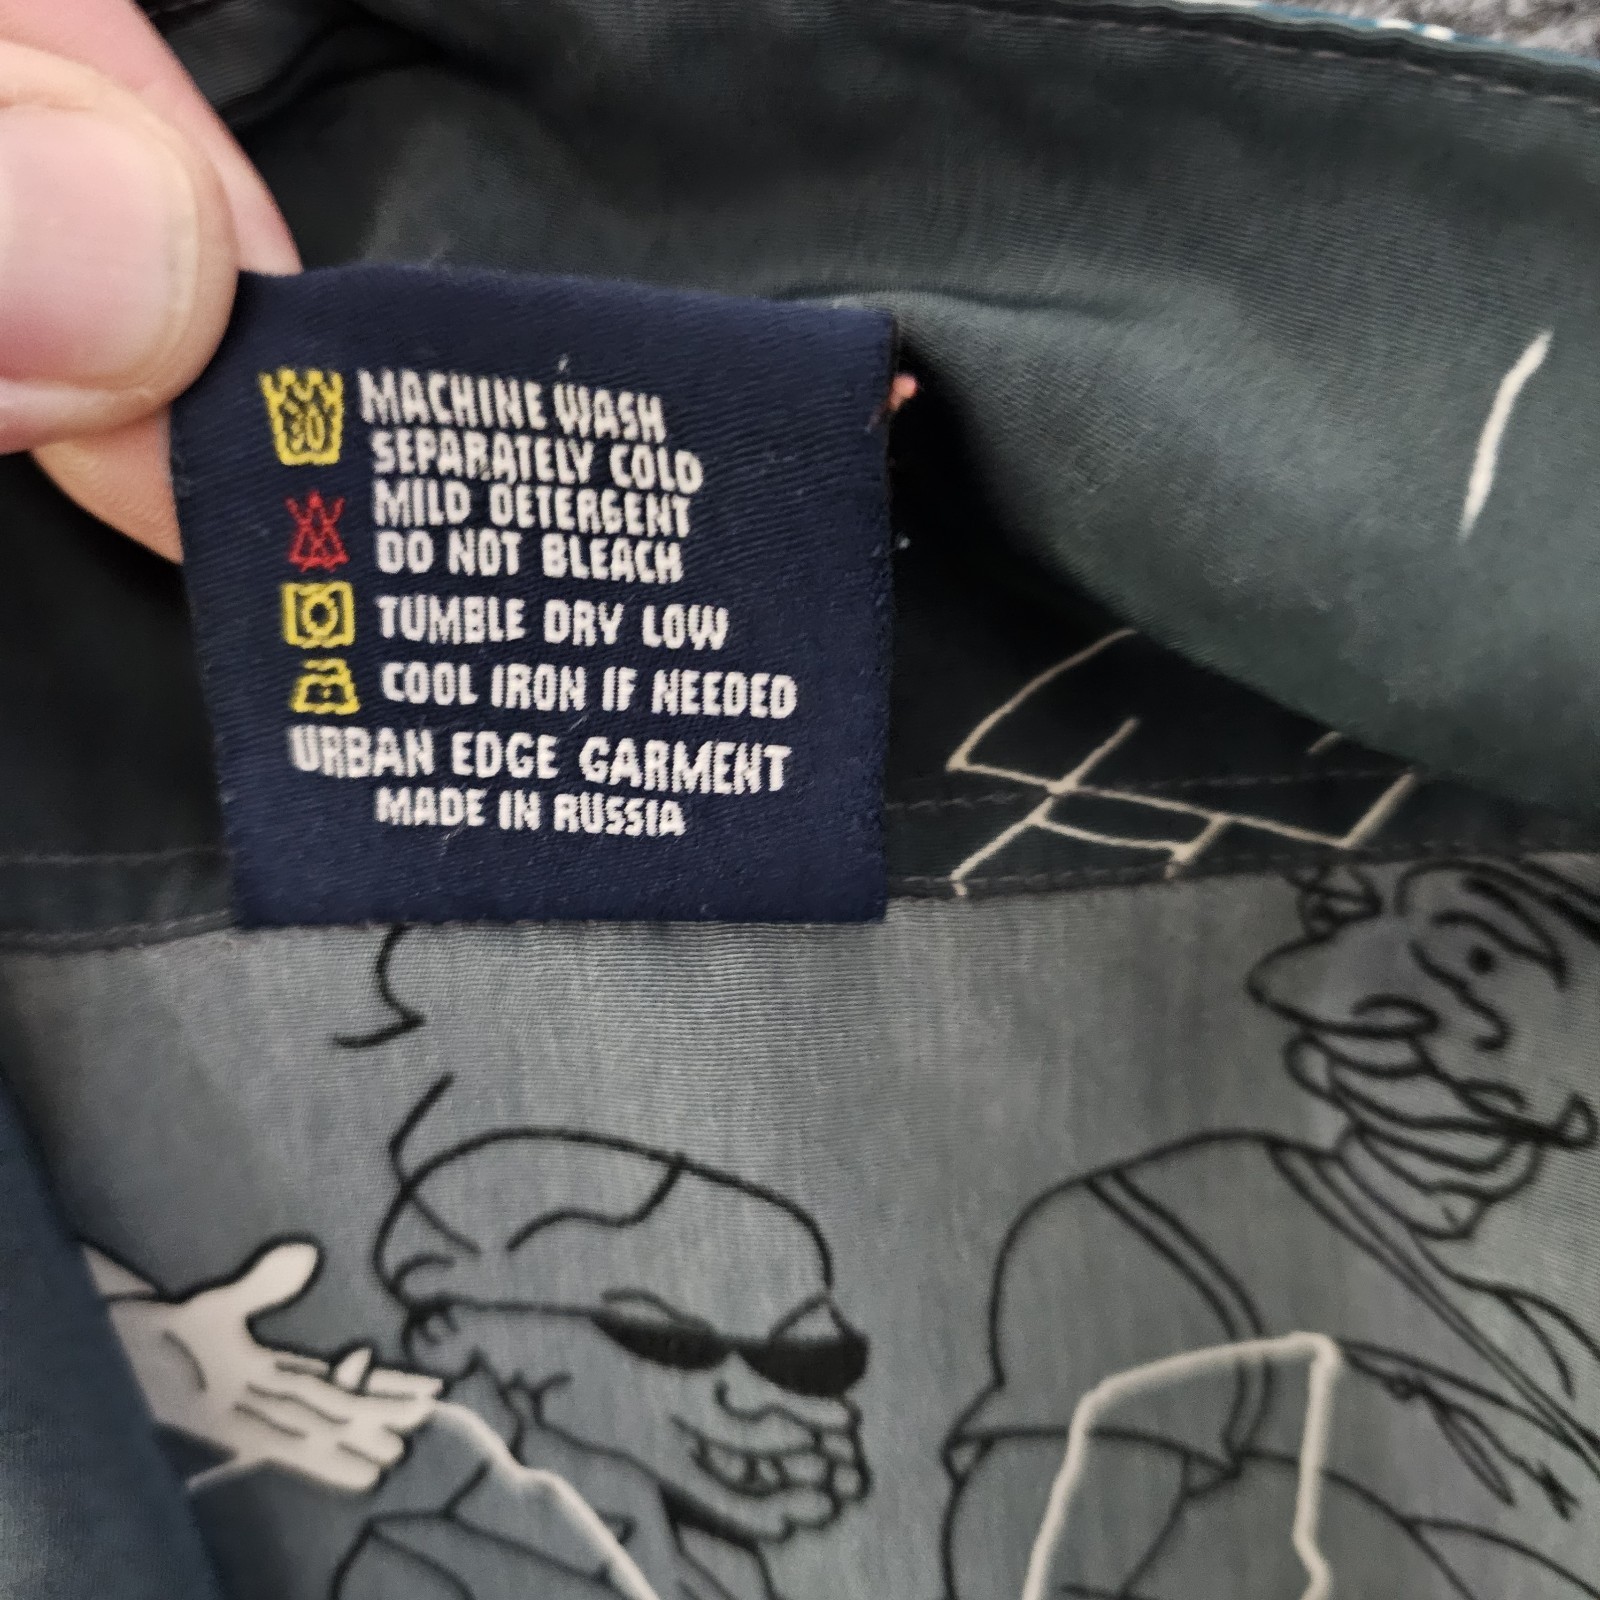 30 MACHINE WASH
SEPARATELY COLD
MILD DETERGENT
DO NOT BLEACH
TUMBLE DRY LOW
COOL IRON IF NEEDED
URBAN EDGE GARMENT
MADE IN RUSSIA